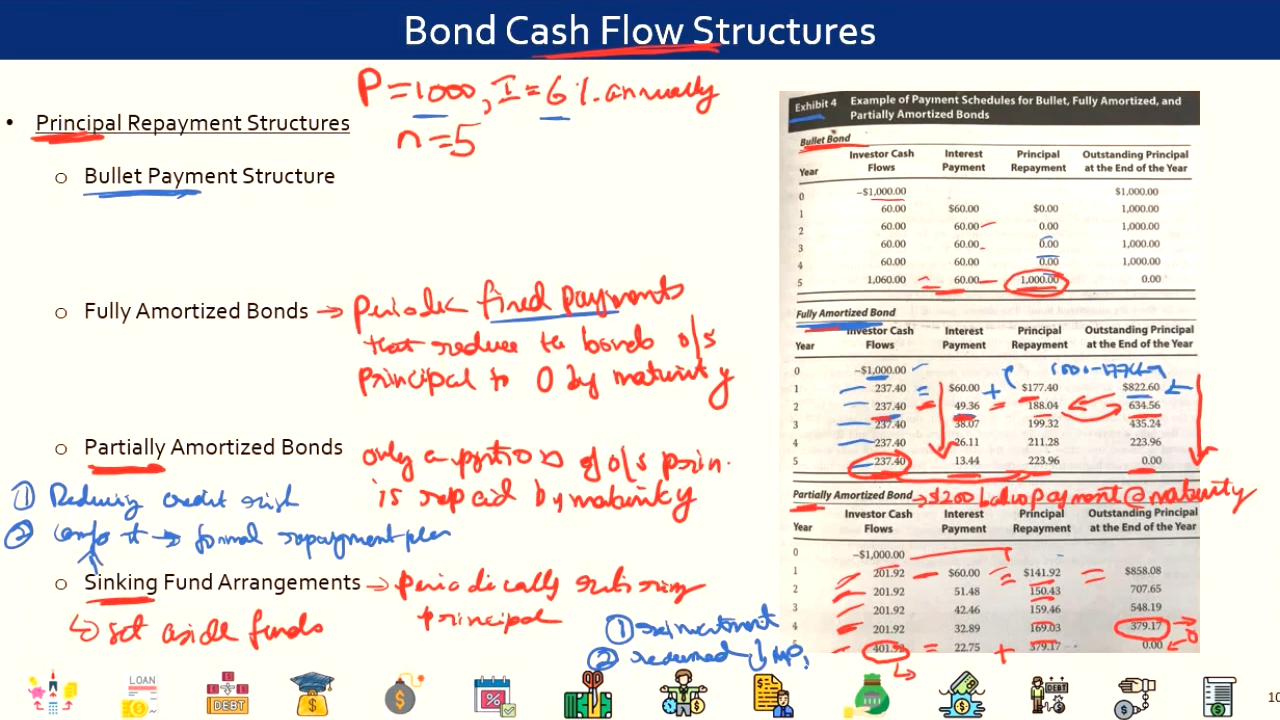 Bond Cash Flow Structures
P = 1000, I = 6 %. annually
n = 5
• Principal Repayment Structures
o Bullet Payment Structure
o Fully Amortized Bonds → periodic fixed payments
that reduce the bonds o/s
principal to 0 by maturity
o Partially Amortized Bonds
only a portion of o/s prin.
is repaid by maturity
① Reducing credit risk
② → formal repayment plan
o Sinking Fund Arrangements → periodically retiring
principal
↳ set aside funds
① reinvestment
② redeemed ↓ MP,
Exhibit 4 Example of Payment Schedules for Bullet, Fully Amortized, and
Partially Amortized Bonds
Bullet Bond
Year Investor Cash Flows Interest Payment Principal Repayment Outstanding Principal at the End of the Year
0 −$1,000.00 $1,000.00
1 60.00 $60.00 $0.00 1,000.00
2 60.00 60.00 0.00 1,000.00
3 60.00 60.00 0.00 1,000.00
4 60.00 60.00 0.00 1,000.00
5 1,060.00 = 60.00 1,000.00 0.00
Fully Amortized Bond
Year Investor Cash Flows Interest Payment Principal Repayment Outstanding Principal at the End of the Year
0 −$1,000.00
1 237.40 = $60.00 + $177.40 $822.60
2 237.40 = 49.36 = 188.04 634.56
3 237.40 38.07 199.32 435.24
4 237.40 26.11 211.28 223.96
5 237.40 13.44 223.96 0.00
Partially Amortized Bond → $200 balloon payment @ maturity
Year Investor Cash Flows Interest Payment Principal Repayment Outstanding Principal at the End of the Year
0 −$1,000.00
1 201.92 $60.00 = $141.92 = $858.08
2 201.92 51.48 150.43 707.65
3 201.92 42.46 159.46 548.19
4 201.92 32.89 169.03 379.17 → 0
401.92 = 22.75 + 379.17 0.00
LOAN
DEBT
%
DEBT
10